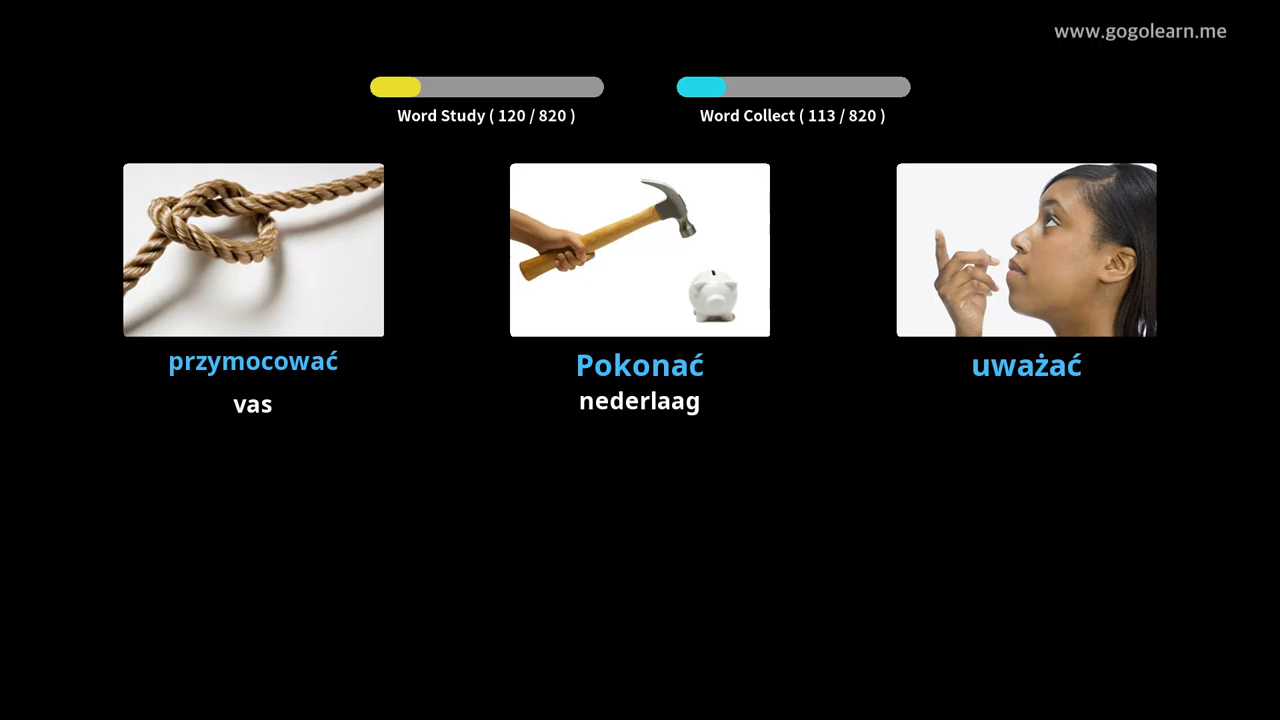 www.gogolearn.me
Word Study ( 120 / 820 )
Word Collect ( 113 / 820 )
przymocować
Pokonać
uważać
vas
nederlaag